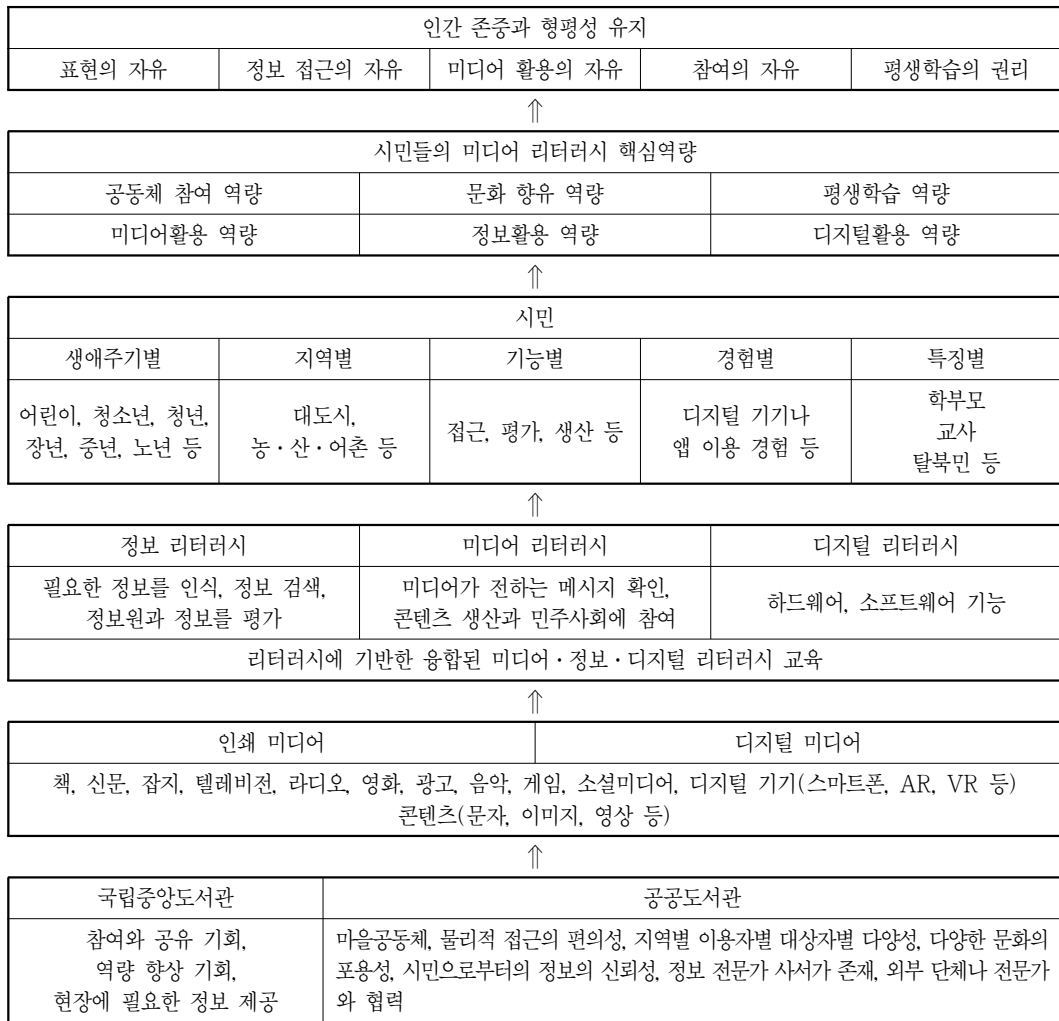 인간 존중과 형평성 유지
표현의 자유 정보 접근의 자유 미디어 활용의 자유 참여의 자유 평생학습의 권리
⇑
시민들의 미디어 리터러시 핵심역량
공동체 참여 역량 문화 향유 역량 평생학습 역량
미디어활용 역량 정보활용 역량 디지털활용 역량
⇑
시민
생애주기별 지역별 기능별 경험별 특징별
어린이, 청소년, 청년,
장년, 중년, 노년 등
대도시,
농·산·어촌 등
접근, 평가, 생산 등
디지털 기기나
앱 이용 경험 등
학부모
교사
탈북민 등
⇑
정보 리터러시 미디어 리터러시 디지털 리터러시
필요한 정보를 인식, 정보 검색,
정보원과 정보를 평가
미디어가 전하는 메시지 확인,
콘텐츠 생산과 민주사회에 참여
하드웨어, 소프트웨어 기능
리터러시에 기반한 융합된 미디어·정보·디지털 리터러시 교육
⇑
인쇄 미디어 디지털 미디어
책, 신문, 잡지, 텔레비전, 라디오, 영화, 광고, 음악, 게임, 소셜미디어, 디지털 기기(스마트폰, AR, VR 등)
콘텐츠(문자, 이미지, 영상 등)
⇑
국립중앙도서관 공공도서관
참여와 공유 기회,
역량 향상 기회,
현장에 필요한 정보 제공
마을공동체, 물리적 접근의 편의성, 지역별 이용자별 대상자별 다양성, 다양한 문화의
포용성, 시민으로부터의 정보의 신뢰성, 정보 전문가 사서가 존재, 외부 단체나 전문가
와 협력